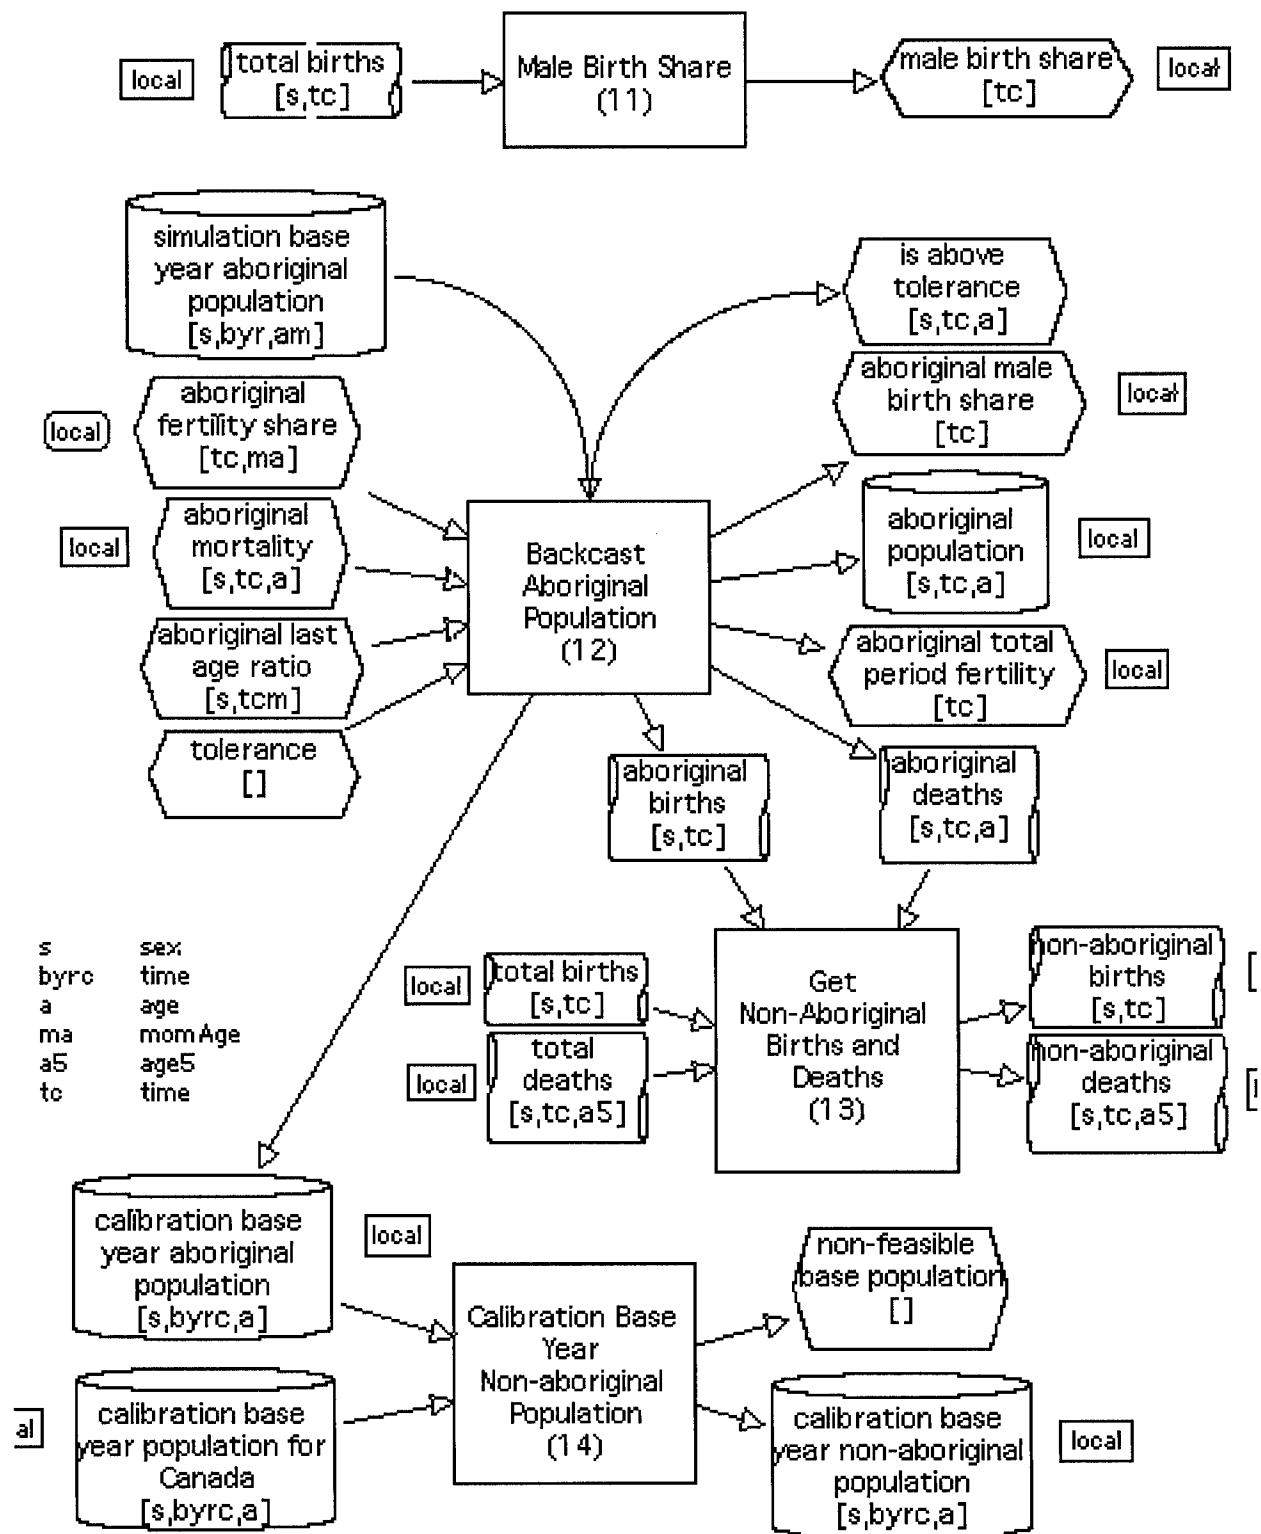 local
total births
[s,tc]
Male Birth Share
(11)
male birth share
[tc]
local
simulation base
year aboriginal
population
[s,byr,am]
is above
tolerance
[s,tc,a]
local
aboriginal
fertility share
[tc,ma]
aboriginal male
birth share
[tc]
local
local
aboriginal
mortality
[s,tc,a]
Backcast
Aboriginal
Population
(12)
aboriginal
population
[s,tc,a]
local
aboriginal last
age ratio
[s,tcm]
aboriginal total
period fertility
[tc]
local
tolerance
[]
aboriginal
births
[s,tc]
aboriginal
deaths
[s,tc,a]
s sex
byrc time
a age
ma momAge
a5 age5
tc time
local
total births
[s,tc]
local
total
deaths
[s,tc,a5]
Get
Non-Aboriginal
Births and
Deaths
(13)
non-aboriginal
births
[s,tc]
non-aboriginal
deaths
[s,tc,a5]
calibration base
year aboriginal
population
[s,byrc,a]
local
Calibration Base
Year
Non-aboriginal
Population
(14)
non-feasible
base population
[]
al
calibration base
year population for
Canada
[s,byrc,a]
calibration base
year non-aboriginal
population
[s,byrc,a]
local